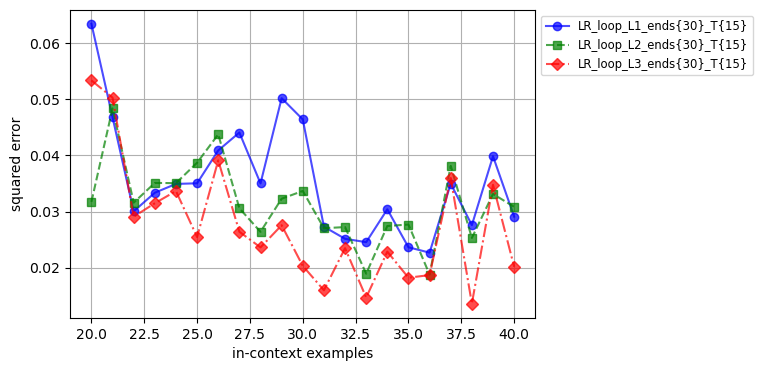 LR_loop_L1_ends{30}_T{15}
LR_loop_L2_ends{30}_T{15}
LR_loop_L3_ends{30}_T{15}
0.06
0.05
0.04
0.03
0.02
squared error
20.0 22.5 25.0 27.5 30.0 32.5 35.0 37.5 40.0
in-context examples